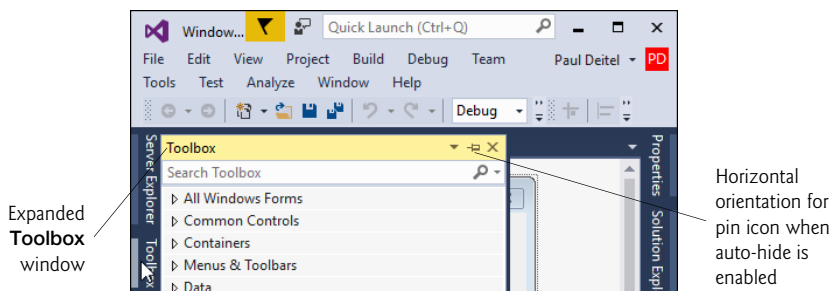 Window...
Quick Launch (Ctrl+Q)
File Edit View Project Build Debug Team Paul Deitel PD
Tools Test Analyze Window Help
Debug
Toolbox
Search Toolbox
All Windows Forms
Common Controls
Containers
Menus & Toolbars
Data
Server Explorer
Toolbox
Properties
Solution Expl
Expanded
Toolbox
window
Horizontal
orientation for
pin icon when
auto-hide is
enabled